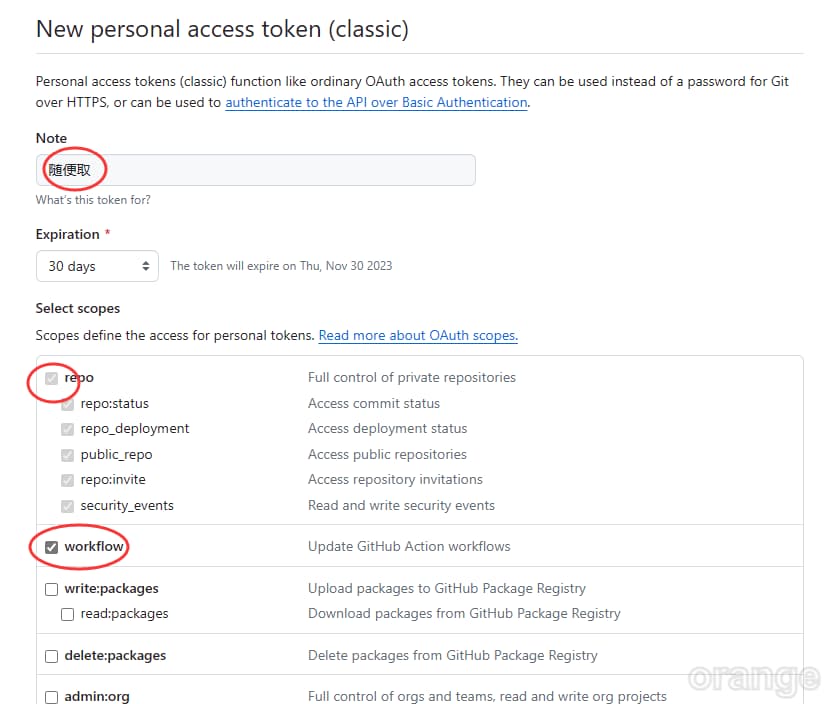 New personal access token (classic)
Personal access tokens (classic) function like ordinary OAuth access tokens. They can be used instead of a password for Git
over HTTPS, or can be used to authenticate to the API over Basic Authentication.
Note
随便取
What's this token for?
Expiration *
30 days The token will expire on Thu, Nov 30 2023
Select scopes
Scopes define the access for personal tokens. Read more about OAuth scopes.
repo Full control of private repositories
repo:status Access commit status
repo_deployment Access deployment status
public_repo Access public repositories
repo:invite Access repository invitations
security_events Read and write security events
workflow Update GitHub Action workflows
write:packages Upload packages to GitHub Package Registry
read:packages Download packages from GitHub Package Registry
delete:packages Delete packages from GitHub Package Registry
admin:org Full control of orgs and teams, read and write org projects
orange